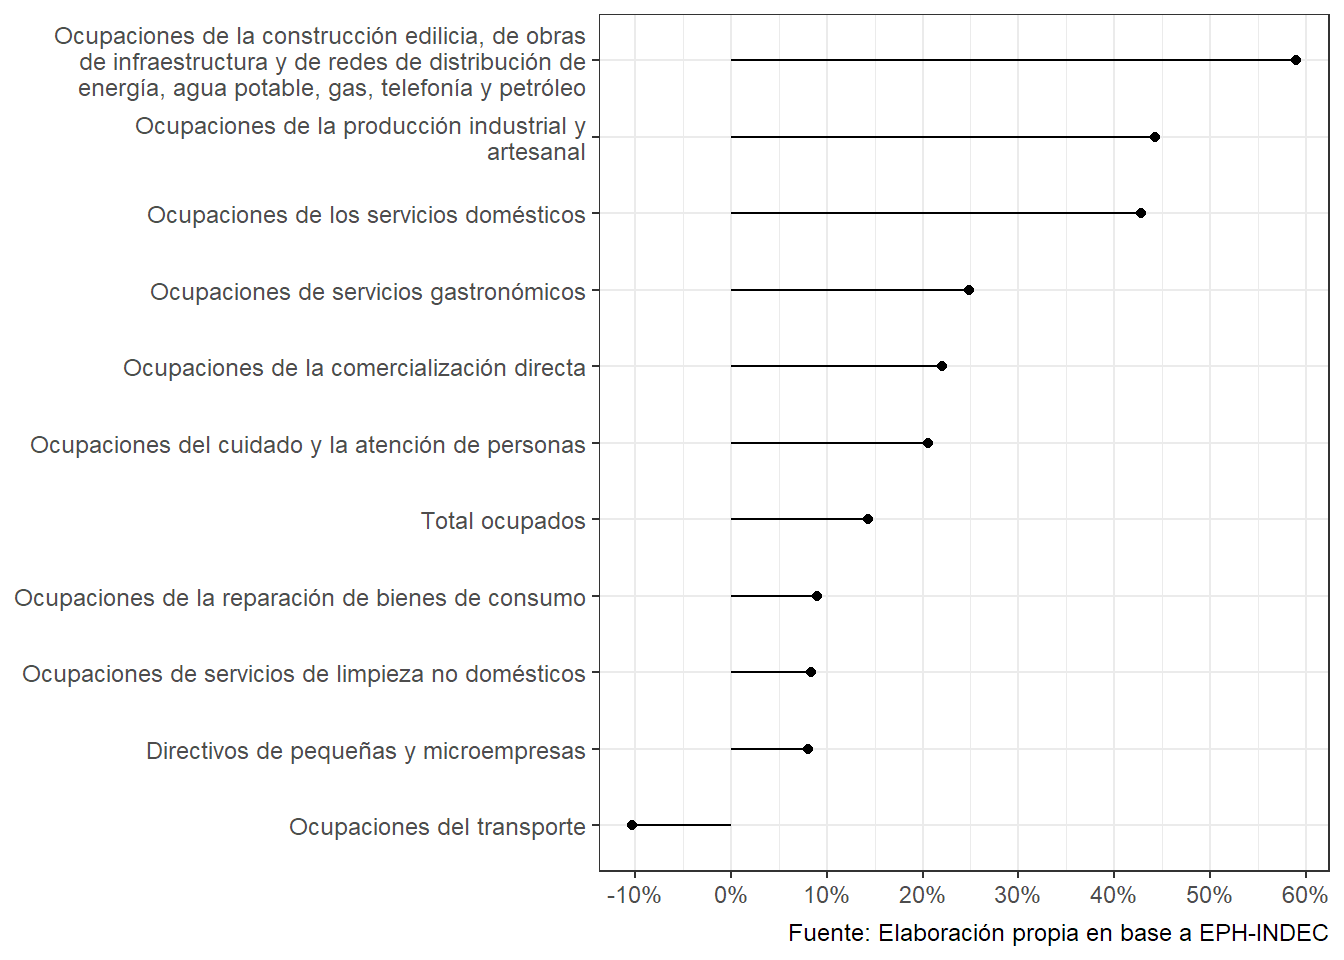 Ocupaciones de la construcción edilicia, de obras
de infraestructura y de redes de distribución de
energía, agua potable, gas, telefonía y petróleo
Ocupaciones de la producción industrial y
artesanal
Ocupaciones de los servicios domésticos
Ocupaciones de servicios gastronómicos
Ocupaciones de la comercialización directa
Ocupaciones del cuidado y la atención de personas
Total ocupados
Ocupaciones de la reparación de bienes de consumo
Ocupaciones de servicios de limpieza no domésticos
Directivos de pequeñas y microempresas
Ocupaciones del transporte
-10% 0% 10% 20% 30% 40% 50% 60%
Fuente: Elaboración propia en base a EPH-INDEC